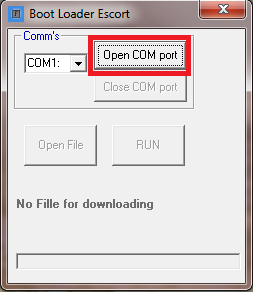 Boot Loader Escort
Comm's
COM1:
Open COM port
Close COM port
Open File
RUN
No Fille for downloading